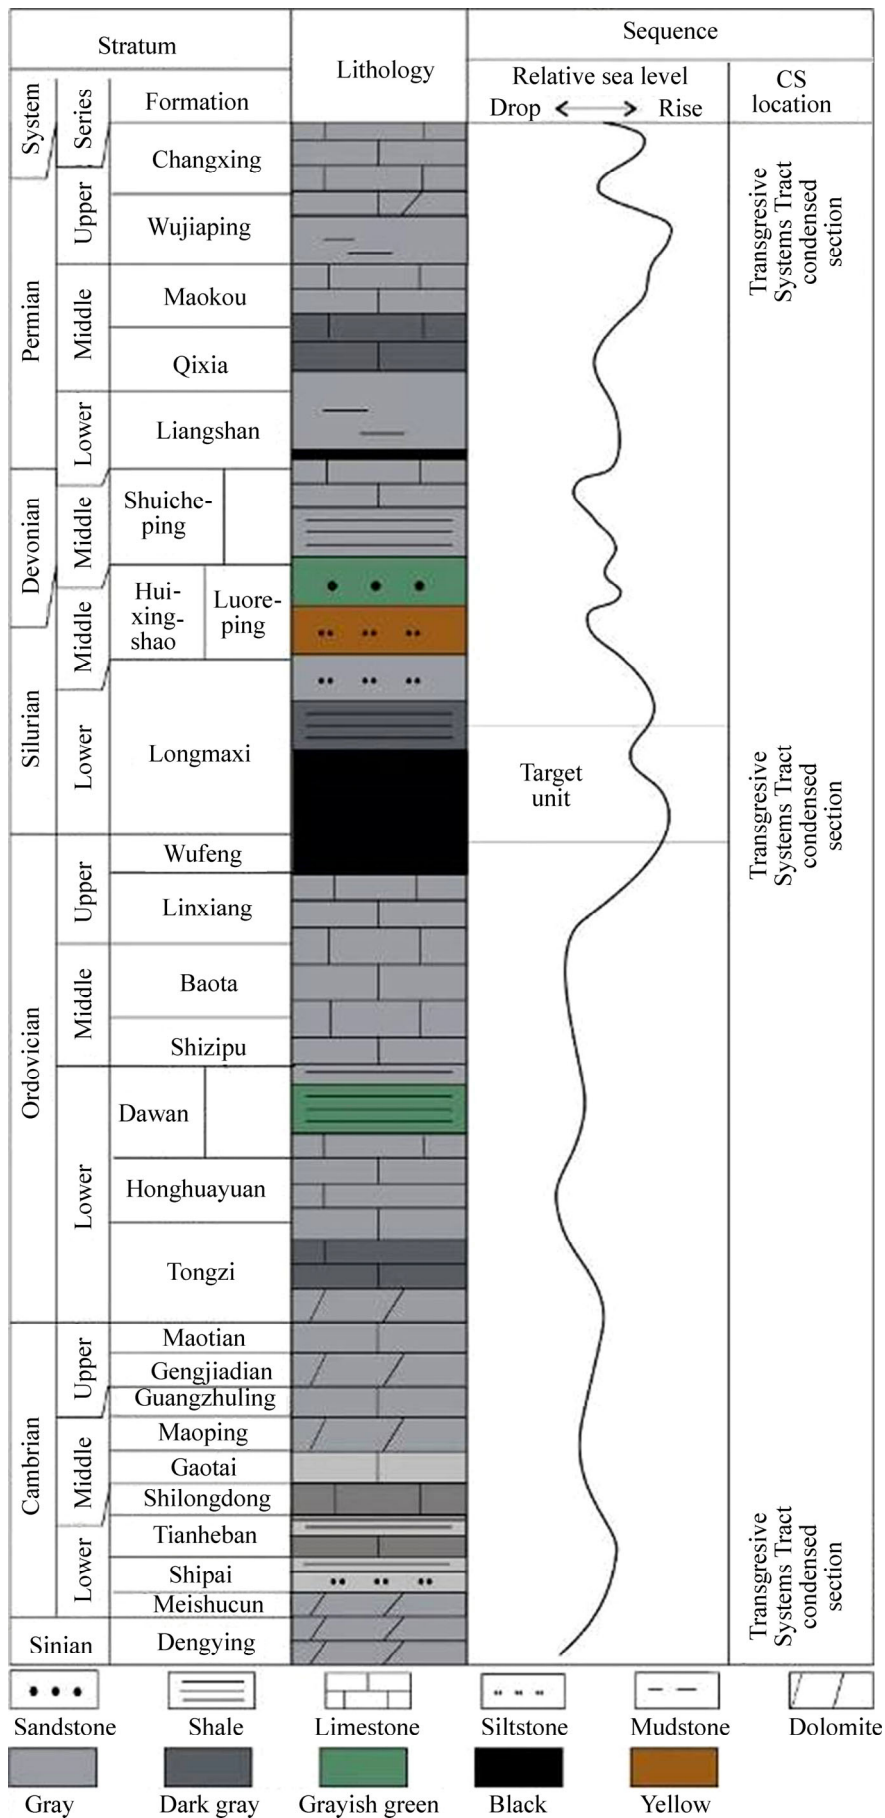 Stratum
Lithology
Sequence
System
Series
Formation
Relative sea level
Drop
Rise
CS
location
Permian
Upper
Changxing
Wujiaping
Middle
Maokou
Qixia
Lower
Liangshan
Transgresive
Systems Tract
condensed
section
Devonian
Middle
Shuiche-
ping
Silurian
Middle
Hui-
xing-
shao
Luore-
ping
Lower
Longmaxi
Target
unit
Transgresive
Systems Tract
condensed
section
Ordovician
Upper
Wufeng
Linxiang
Middle
Baota
Shizipu
Lower
Dawan
Honghuayuan
Tongzi
Cambrian
Upper
Maotian
Gengjiadian
Guangzhuling
Middle
Maoping
Gaotai
Shilongdong
Lower
Tianheban
Shipai
Meishucun
Transgresive
Systems Tract
condensed
section
Sinian
Dengying
Sandstone
Shale
Limestone
Siltstone
Mudstone
Dolomite
Gray
Dark gray
Grayish green
Black
Yellow